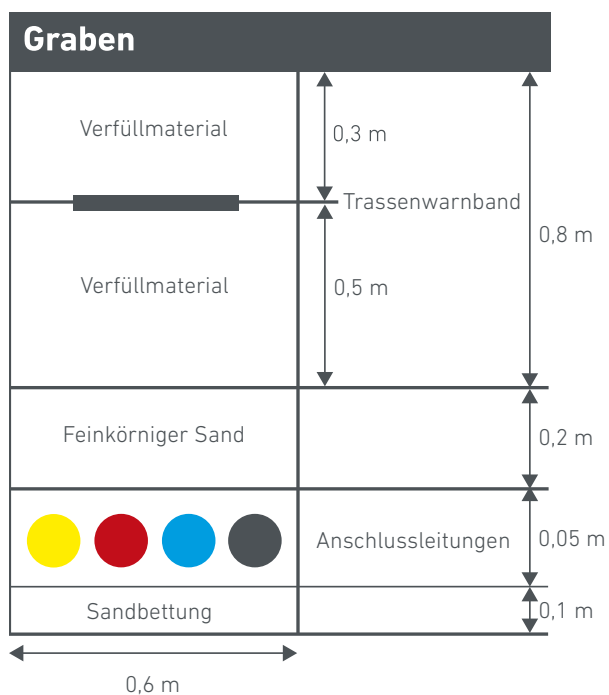 Graben
Verfüllmaterial
0,3 m
Trassenwarnband
0,8 m
Verfüllmaterial
0,5 m
Feinkörniger Sand
0,2 m
Anschlussleitungen
0,05 m
Sandbettung
0,1 m
0,6 m